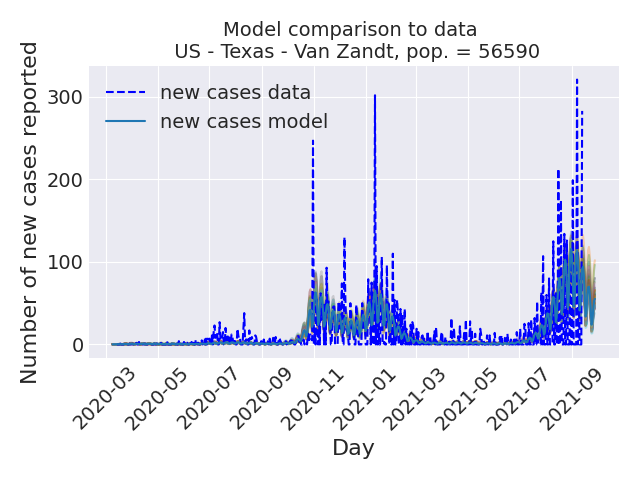 Model comparison to data
US - Texas - Van Zandt, pop. = 56590
Number of new cases reported
300
200
100
0
new cases data
new cases model
2020-03
2020-05
2020-07
2020-09
2020-11
2021-01
2021-03
2021-05
2021-07
2021-09
Day